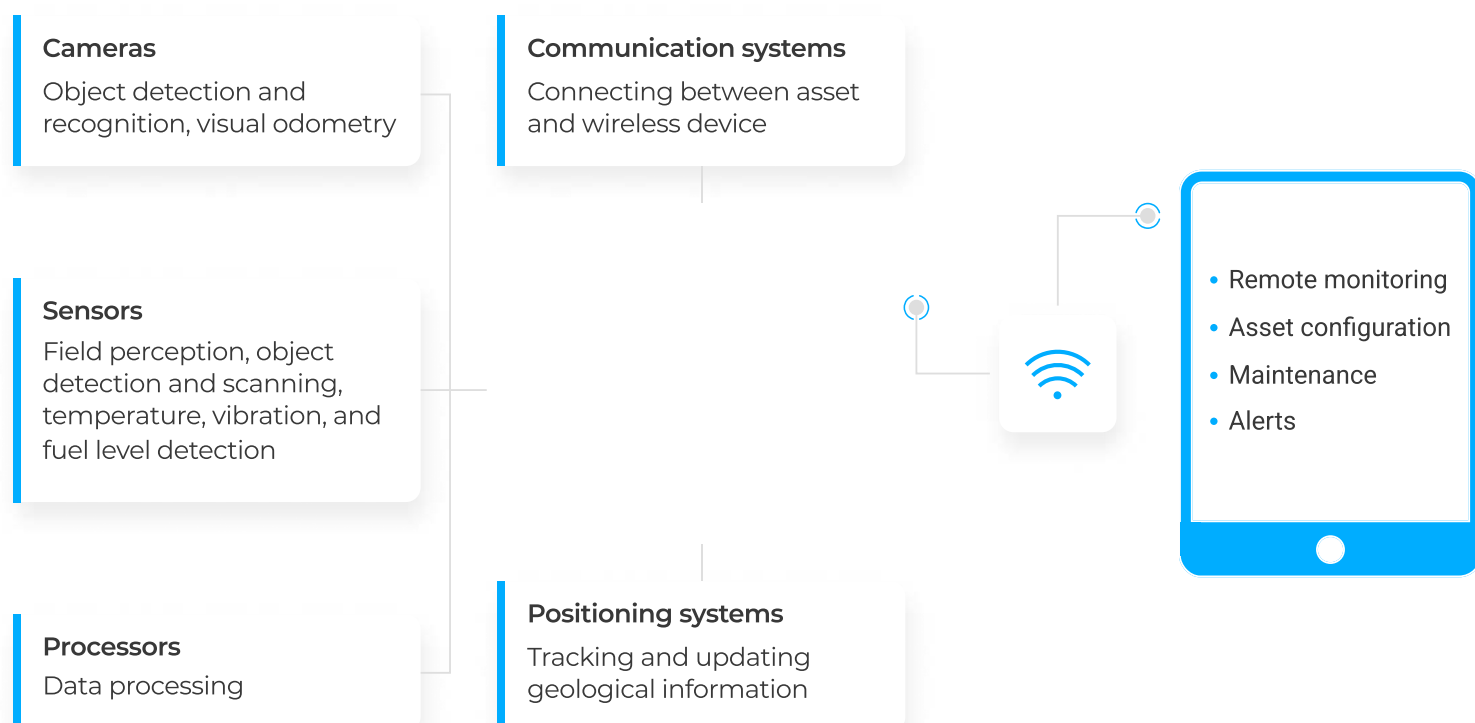 Cameras
Object detection and
recognition, visual odometry
Communication systems
Connecting between asset
and wireless device
Sensors
Field perception, object
detection and scanning,
temperature, vibration, and
fuel level detection
• Remote monitoring
• Asset configuration
• Maintenance
• Alerts
Processors
Data processing
Positioning systems
Tracking and updating
geological information